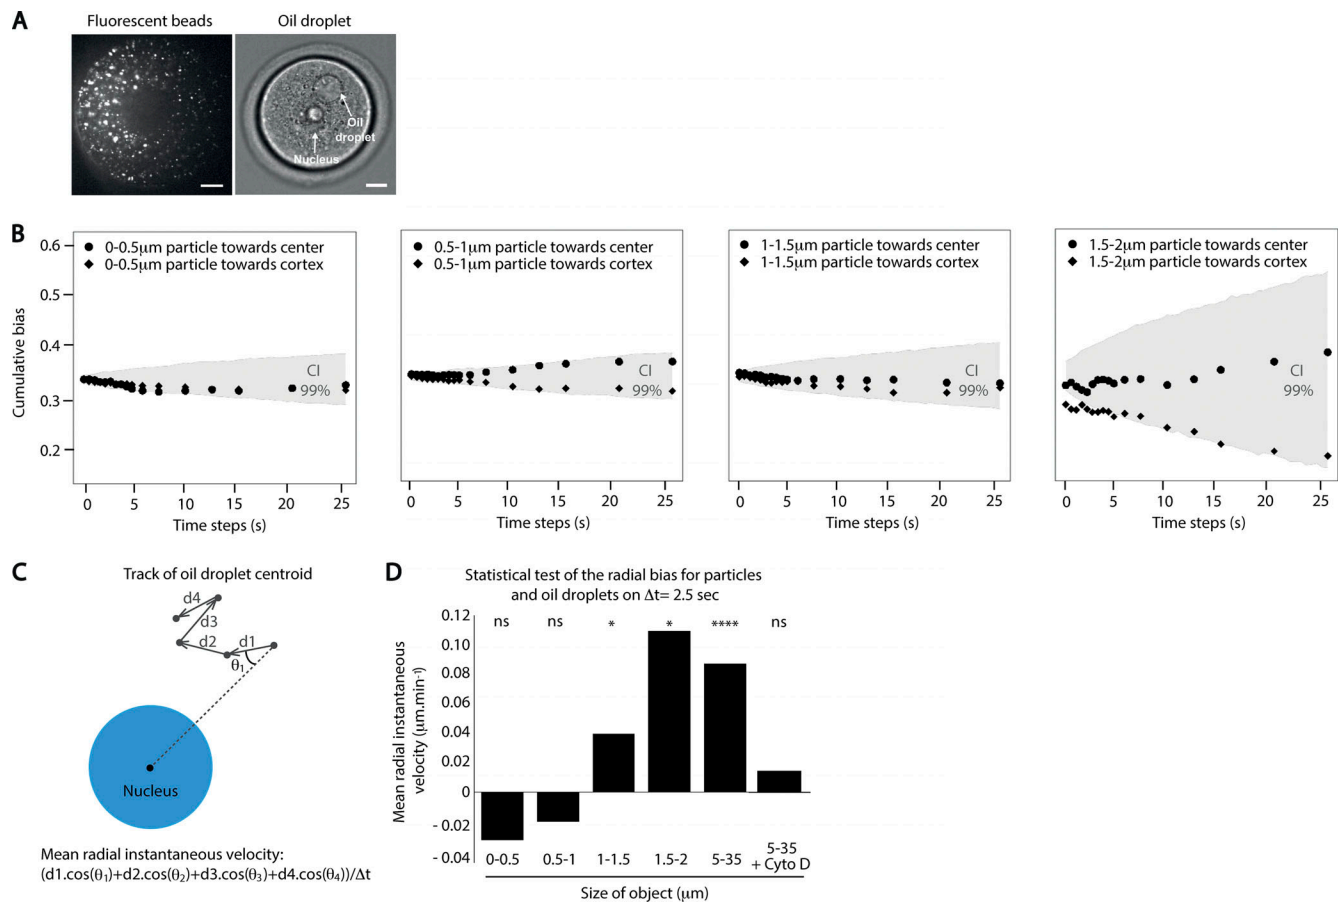 A
Fluorescent beads
Oil droplet
Oil
droplet
Nucleus
B
Cumulative bias
0.6
0.5
0.4
0.3
0.2
0-0.5μm particle towards center
0-0.5μm particle towards cortex
CI
99%
0 5 10 15 20 25
Time steps (s)
0.5-1μm particle towards center
0.5-1μm particle towards cortex
CI
99%
0 5 10 15 20 25
Time steps (s)
1-1.5μm particle towards center
1-1.5μm particle towards cortex
CI
99%
0 5 10 15 20 25
Time steps (s)
1.5-2μm particle towards center
1.5-2μm particle towards cortex
CI
99%
0 5 10 15 20 25
Time steps (s)
C
Track of oil droplet centroid
d4
d3
d2
d1
θ1
Nucleus
Mean radial instantaneous velocity:
(d1.cos(θ1)+d2.cos(θ2)+d3.cos(θ3)+d4.cos(θ4))/Δt
D
Statistical test of the radial bias for particles
and oil droplets on Δt= 2.5 sec
Mean radial instantaneous
velocity (μm.min-1)
0.12
0.10
0.08
0.04
0.02
0
- 0.02
- 0.04
ns ns * * **** ns
0-0.5 0.5-1 1-1.5 1.5-2 5-35 5-35
+ Cyto D
Size of object (μm)